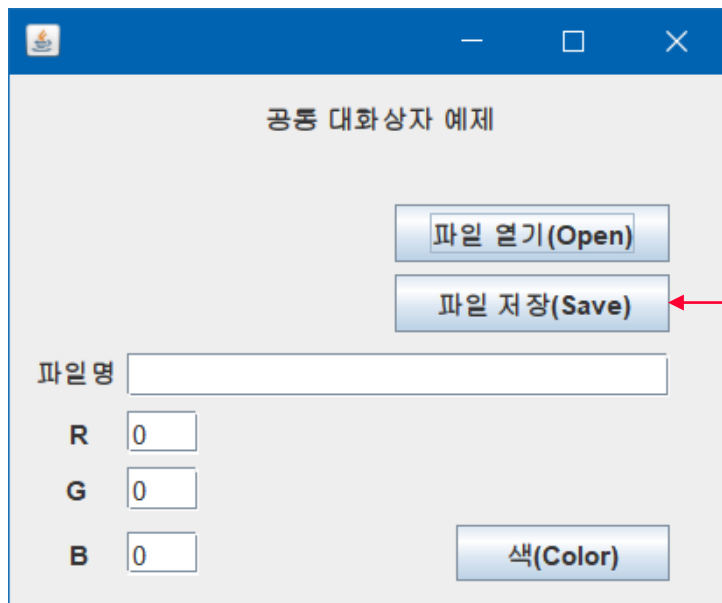 공통 대화상자 예제
파일 열기(Open)
파일 저장(Save)
파일명
R 0
G 0
B 0 색(Color)